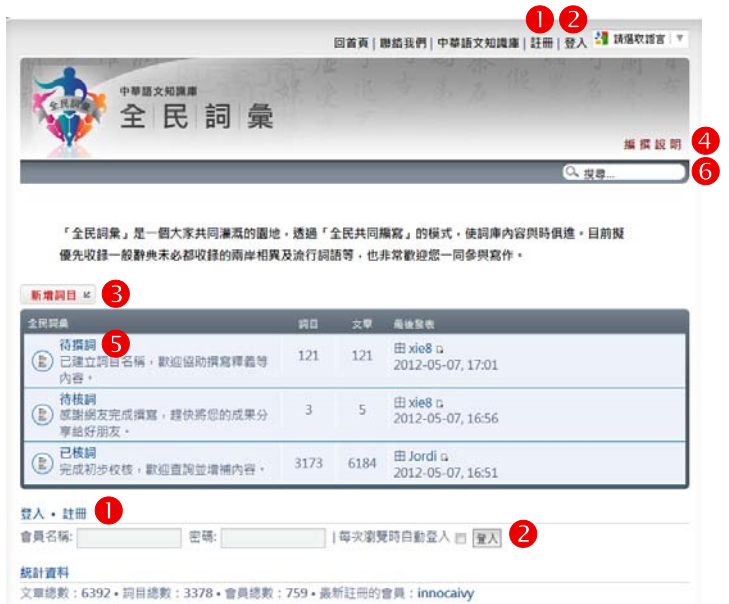 ❶ ❷
回首頁 | 聯絡我們 | 中華語文知識庫 | 註冊 | 登入 請選取語言 ▼
全民詞彙
中華語文知識庫
全民詞彙
編撰說明 ❹
搜尋... ❻
「全民詞彙」是一個大家共同灌溉的園地，透過「全民共同編寫」的模式，使詞庫內容與時俱進。目前擬
優先收錄一般辭典未必都收錄的兩岸相異及流行詞語等，也非常歡迎您一同參與寫作。
新增詞目 ❸
全民詞彙 詞目 文章 最後發表
待撰詞 ❺
已建立詞目名稱，歡迎協助撰寫釋義等
內容。
121 121 由 xie8
2012-05-07, 17:01
待核詞
感謝網友完成撰寫，趕快將您的成果分
享給好朋友。
3 5 由 xie8
2012-05-07, 16:56
已核詞
完成初步校核，歡迎查詢並增補內容。
3173 6184 由 Jordi
2012-05-07, 16:51
登入 • 註冊 ❶
會員名稱: 密碼: | 每次瀏覽時自動登入 登入 ❷
統計資料
文章總數：6392 • 詞目總數：3378 • 會員總數：759 • 最新註冊的會員：innocaivy